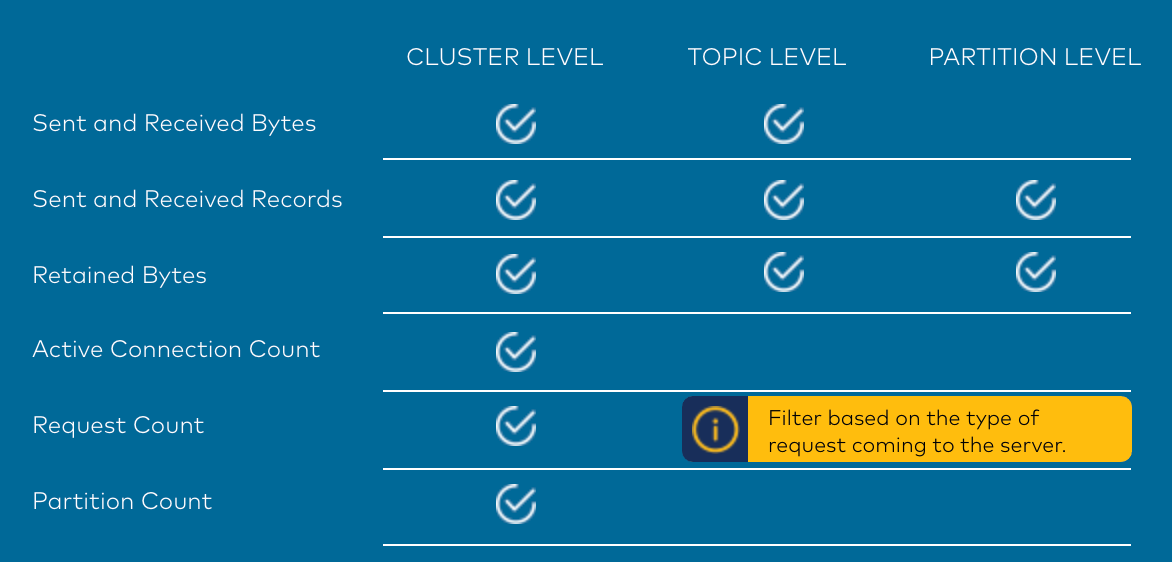 CLUSTER LEVEL TOPIC LEVEL PARTITION LEVEL
Sent and Received Bytes
Sent and Received Records
Retained Bytes
Active Connection Count
Request Count
Filter based on the type of
request coming to the server.
Partition Count